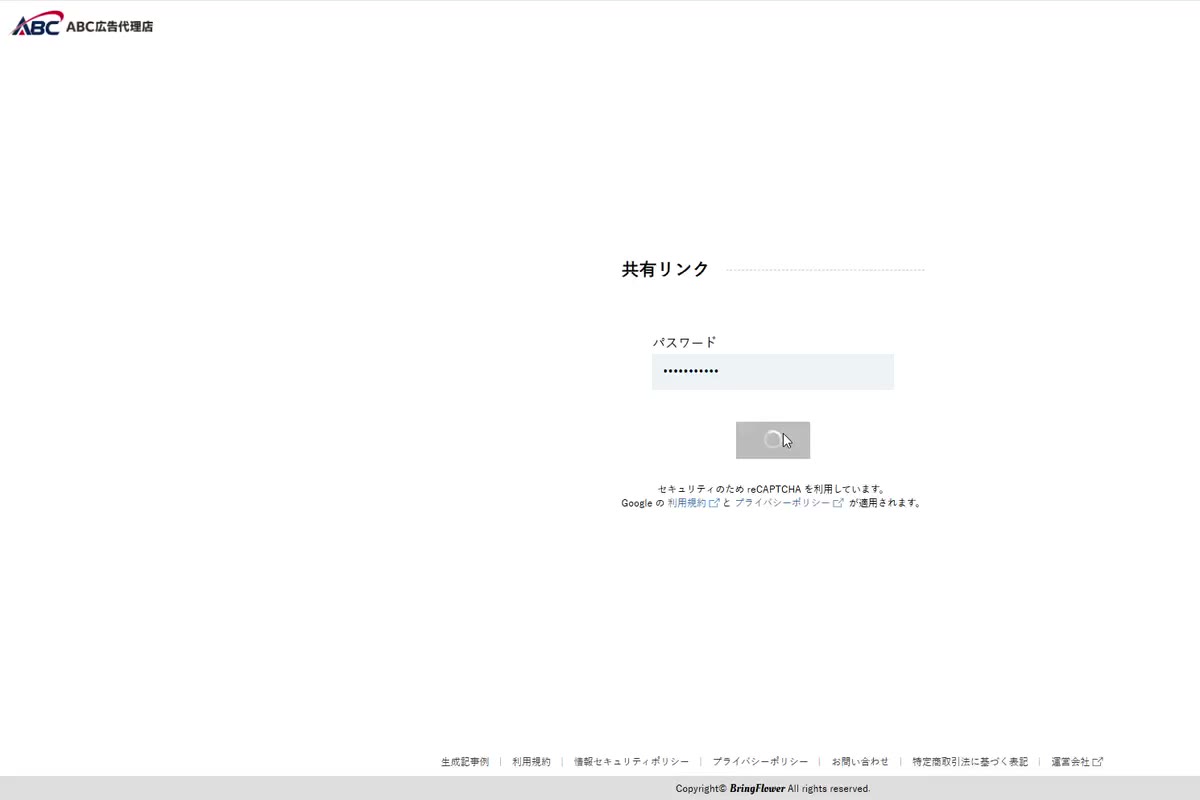 ABC ABC広告代理店
共有リンク
パスワード
•••••••••••
セキュリティのため reCAPTCHA を利用しています。
Google の 利用規約 と プライバシーポリシー が適用されます。
生成記事例 | 利用規約 | 情報セキュリティポリシー | プライバシーポリシー | お問い合わせ | 特定商取引法に基づく表記 | 運営会社
Copyright© BringFlower All rights reserved.